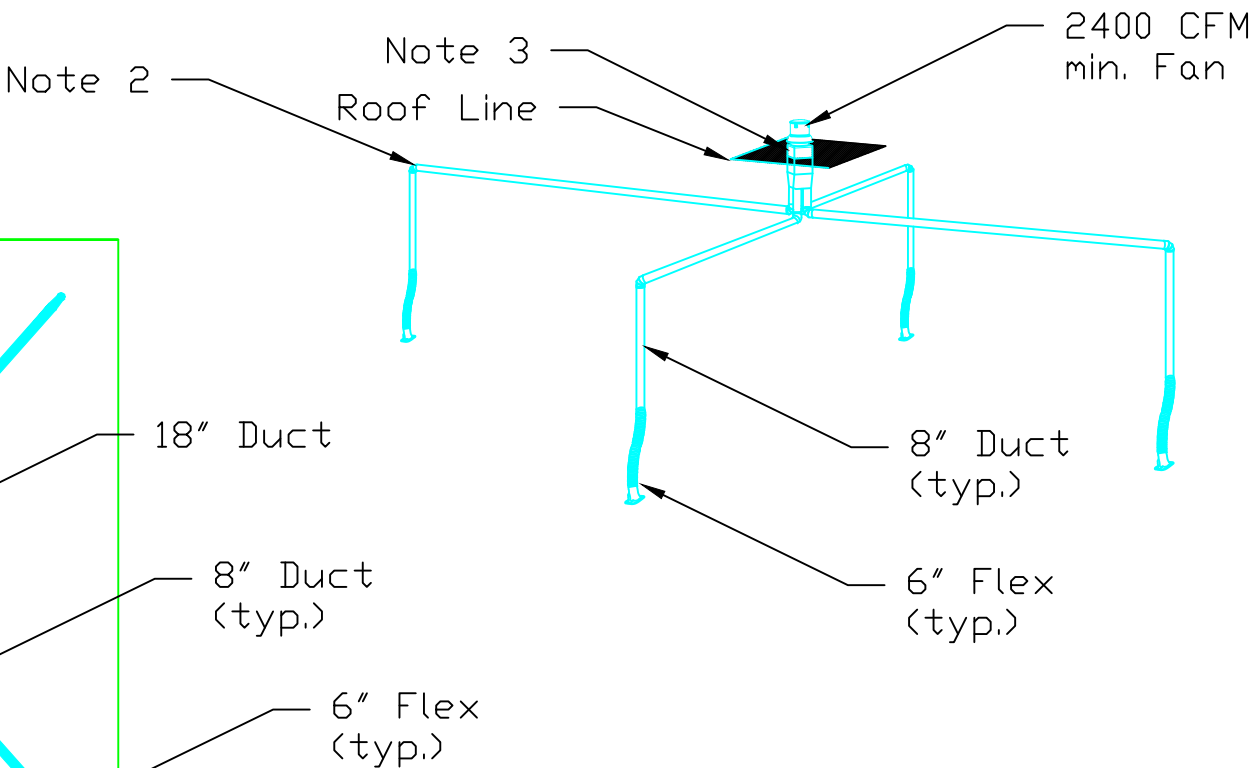 2400 CFM
min. Fan
Note 3
Note 2
Roof Line
18" Duct
8" Duct
(typ.)
8" Duct
(typ.)
6" Flex
(typ.)
6" Flex
(typ.)